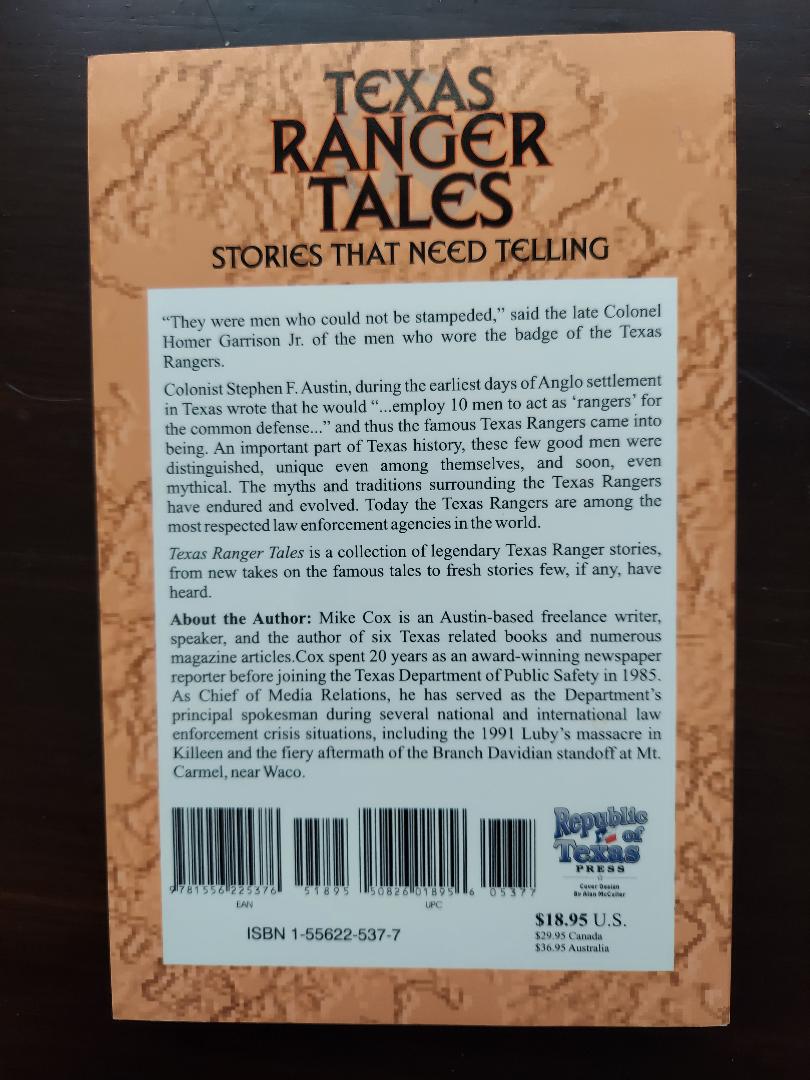 TEXAS
RANGER
TALES
STORIES THAT NEED TELLING
“They were men who could not be stampeded,” said the late Colonel
Homer Garrison Jr. of the men who wore the badge of the Texas
Rangers.
Colonist Stephen F. Austin, during the earliest days of Anglo settlement
in Texas wrote that he would “...employ 10 men to act as ‘rangers’ for
the common defense...” and thus the famous Texas Rangers came into
being. An important part of Texas history, these few good men were
distinguished, unique even among themselves, and soon, even
mythical. The myths and traditions surrounding the Texas Rangers
have endured and evolved. Today the Texas Rangers are among the
most respected law enforcement agencies in the world.
Texas Ranger Tales is a collection of legendary Texas Ranger stories,
from new takes on the famous tales to fresh stories few, if any, have
heard.
About the Author: Mike Cox is an Austin-based freelance writer,
speaker, and the author of six Texas related books and numerous
magazine articles.Cox spent 20 years as an award-winning newspaper
reporter before joining the Texas Department of Public Safety in 1985.
As Chief of Media Relations, he has served as the Department’s
principal spokesman during several national and international law
enforcement crisis situations, including the 1991 Luby’s massacre in
Killeen and the fiery aftermath of the Branch Davidian standoff at Mt.
Carmel, near Waco.
Republic
of
Texas
PRESS
Cover Design
By Alan McCuller
9 781556 225376 51895 50826 01895 6 05377
EAN UPC
ISBN 1-55622-537-7
$18.95 U.S.
$29.95 Canada
$36.95 Australia